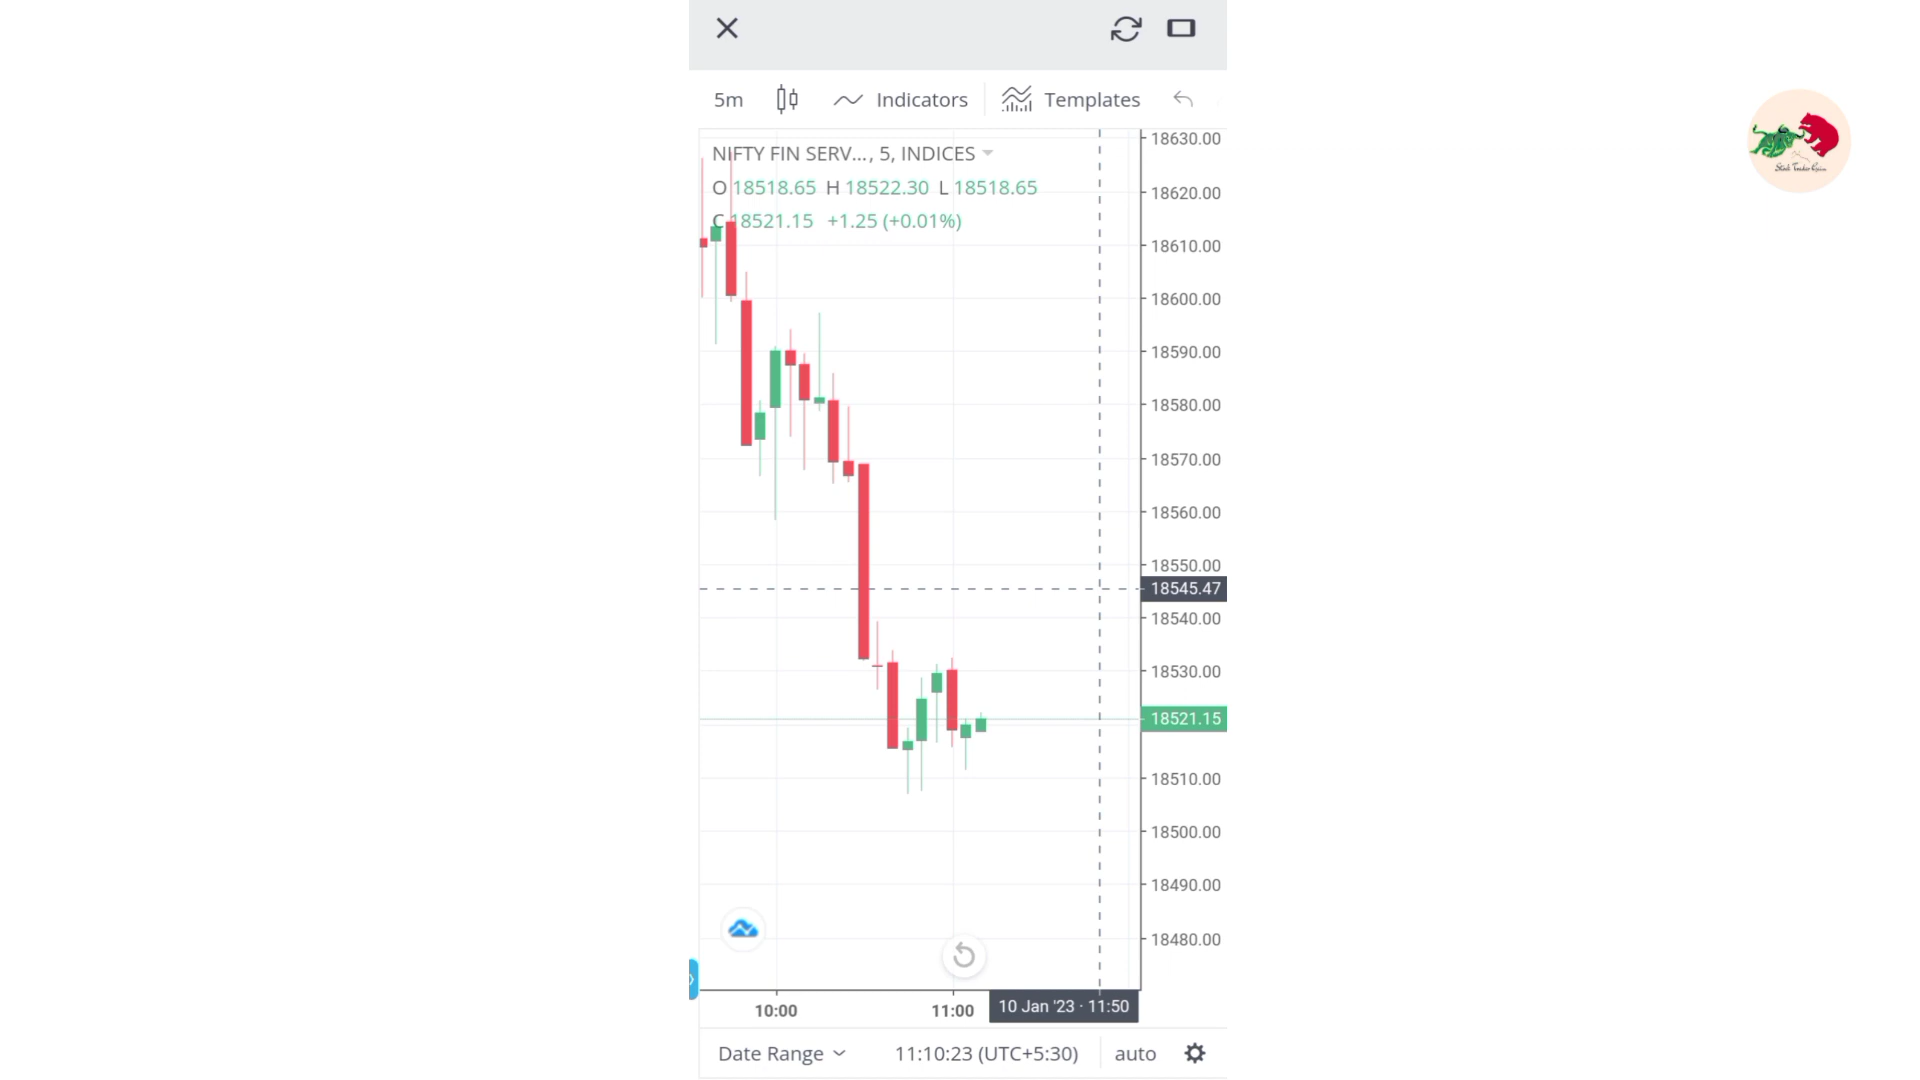 5m Indicators Templates
18630.00
NIFTY FIN SERV..., 5, INDICES
O 18518.65 H 18522.30 L 18518.65
18620.00
C 18521.15 +1.25 (+0.01%)
18610.00
18600.00
18590.00
18580.00
18570.00
18560.00
18550.00
18545.47
18540.00
18530.00
18521.15
18510.00
18500.00
18490.00
18480.00
10:00 11:00 10 Jan '23 · 11:50
Date Range 11:10:23 (UTC+5:30) auto